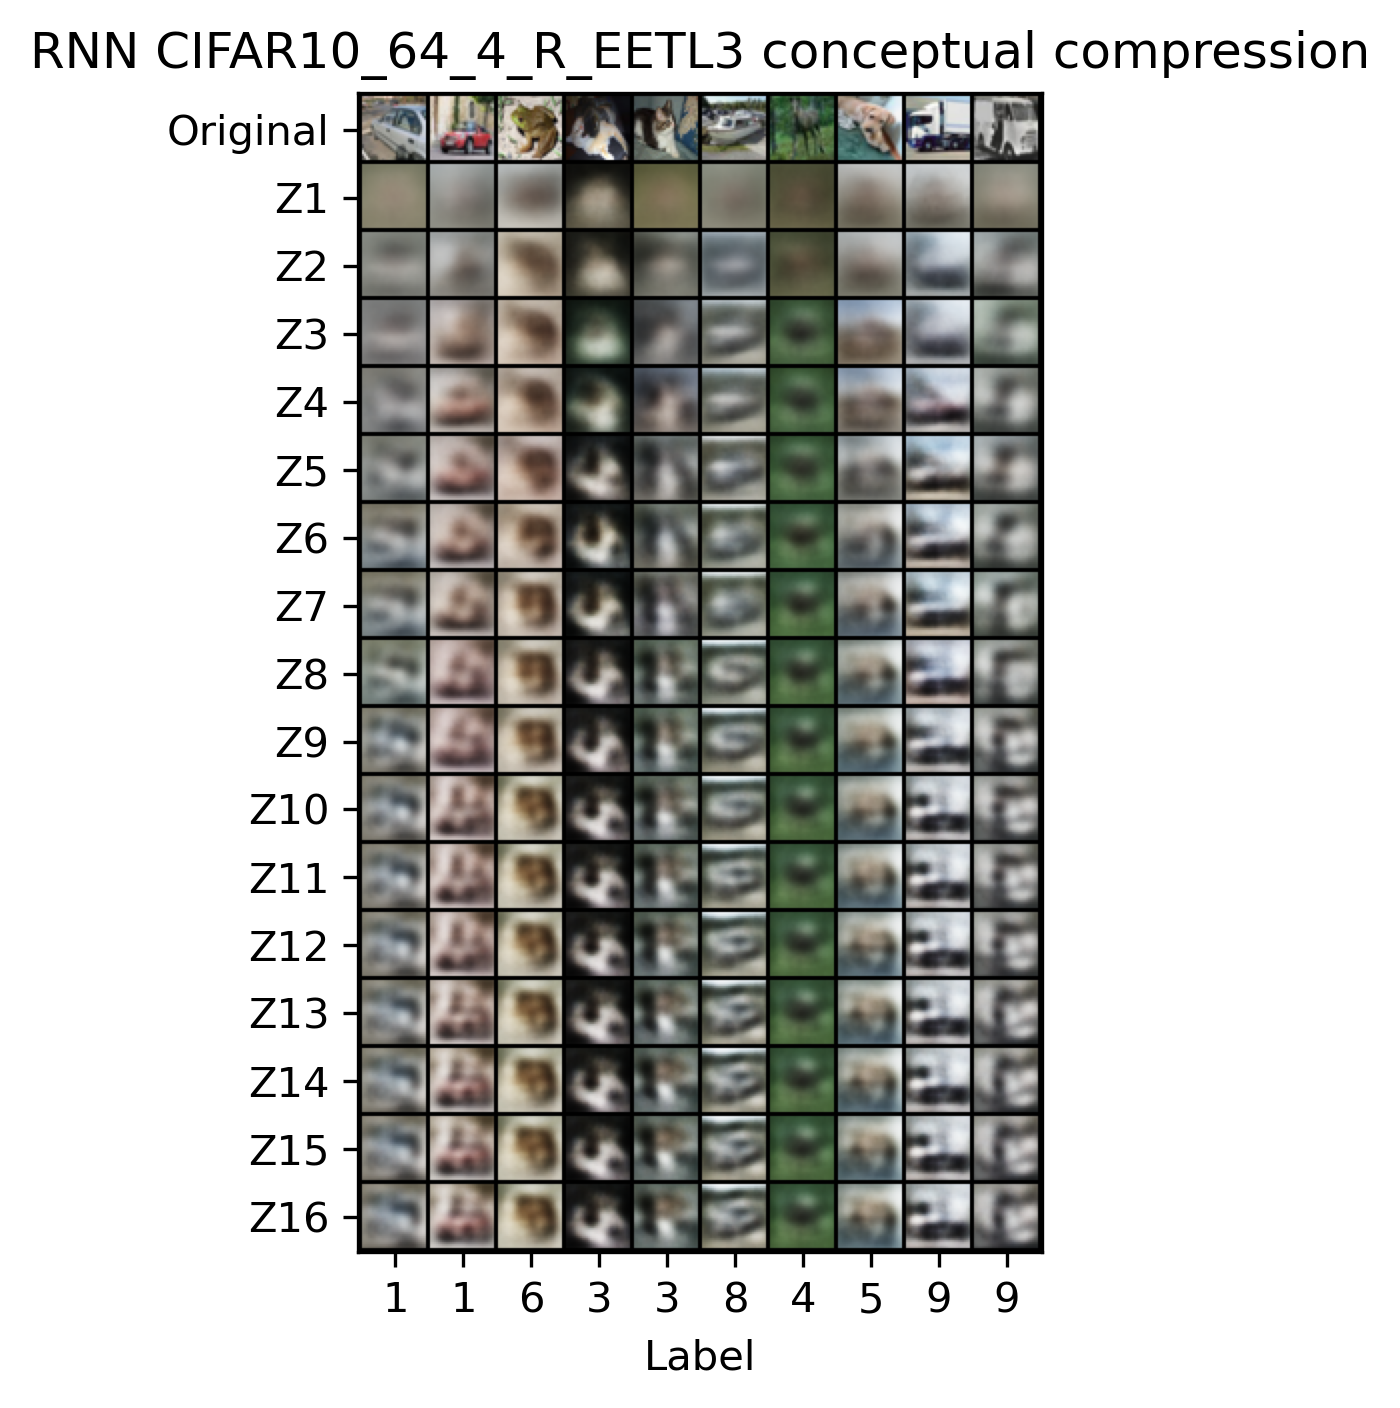 RNN CIFAR10_64_4_R_EETL3 conceptual compression
Original
Z1
Z2
Z3
Z4
Z5
Z6
Z7
Z8
Z9
Z10
Z11
Z12
Z13
Z14
Z15
Z16
1 1 6 3 3 8 4 5 9 9
Label